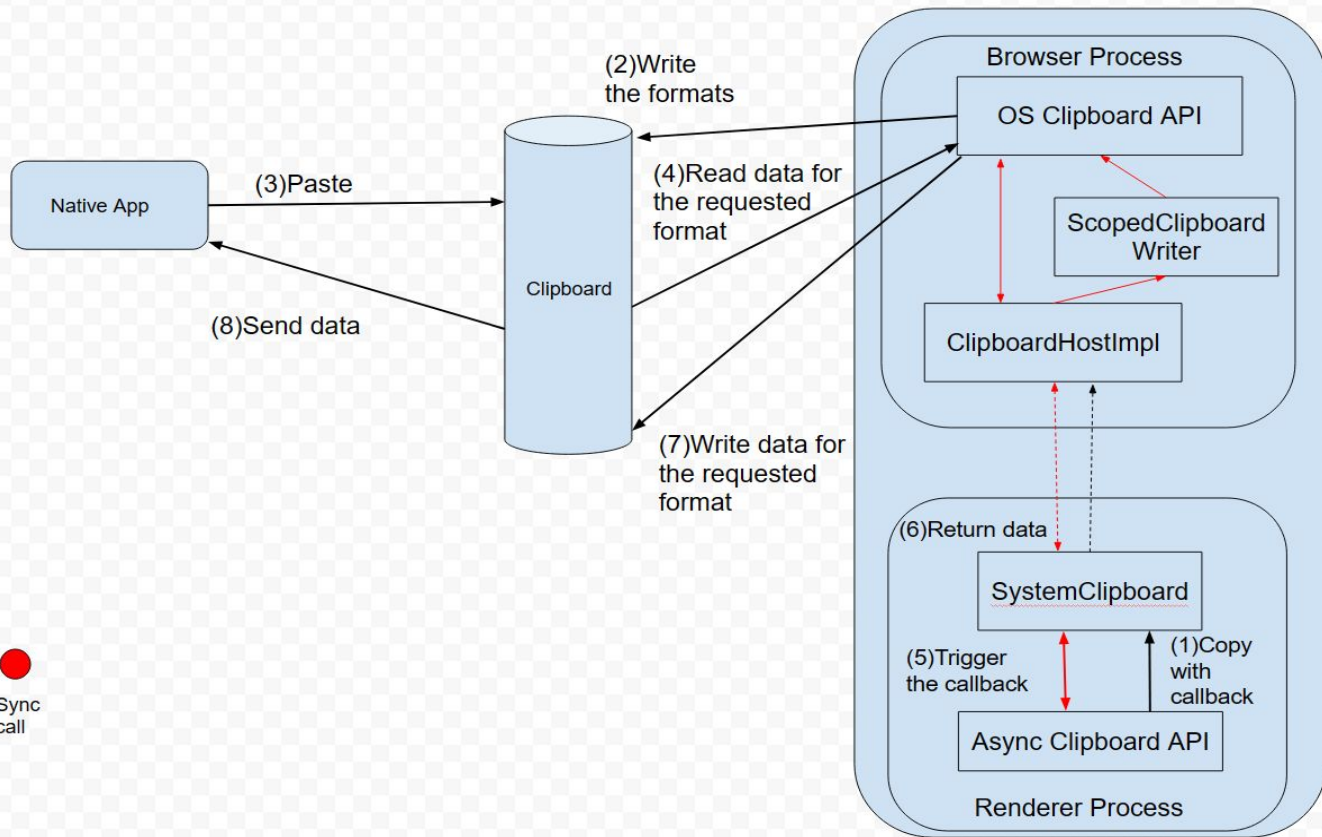 Browser Process
(2)Write
the formats
OS Clipboard API
(3)Paste
(4)Read data for
the requested
format
Native App
ScopedClipboard
Writer
Clipboard
(8)Send data
ClipboardHostImpl
(7)Write data for
the requested
format
(6)Return data
SystemClipboard
(5)Trigger
the callback
(1)Copy
with
callback
Sync
call
Async Clipboard API
Renderer Process